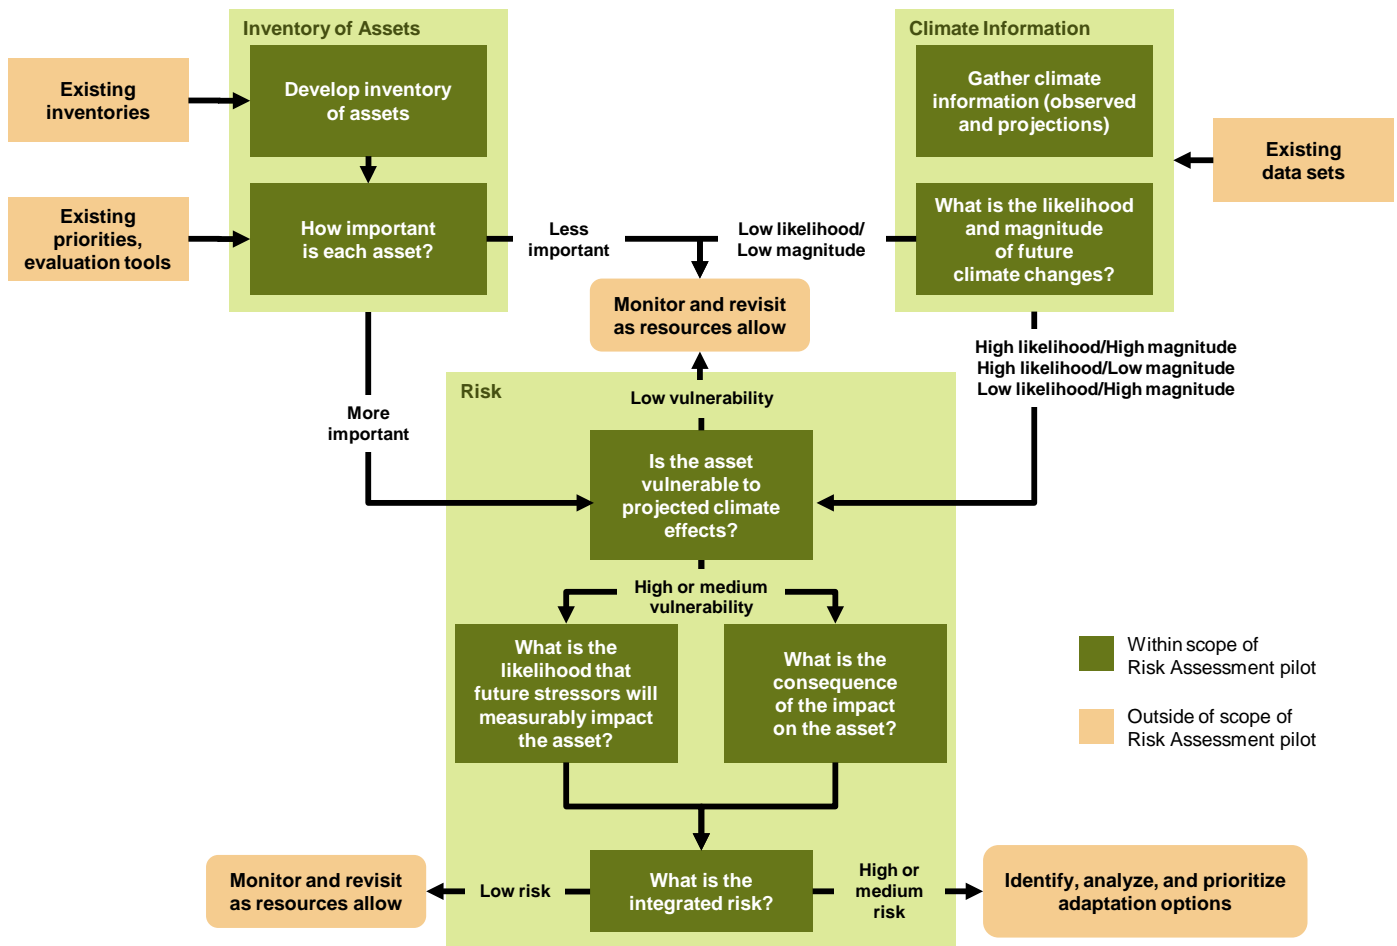 Inventory of Assets
Existing
inventories
Develop inventory
of assets
Existing
priorities,
evaluation tools
How important
is each asset?
Less
important
Low likelihood/
Low magnitude
Climate Information
Gather climate
information (observed
and projections)
Existing
data sets
What is the likelihood
and magnitude
of future
climate changes?
Monitor and revisit
as resources allow
High likelihood/High magnitude
High likelihood/Low magnitude
Low likelihood/High magnitude
More
important
Risk
Low vulnerability
Is the asset
vulnerable to
projected climate
effects?
High or medium
vulnerability
What is the
likelihood that
future stressors will
measurably impact
the asset?
What is the
consequence
of the impact
on the asset?
Within scope of
Risk Assessment pilot
Outside of scope of
Risk Assessment pilot
Monitor and revisit
as resources allow
Low risk
What is the
integrated risk?
High or
medium
risk
Identify, analyze, and prioritize
adaptation options